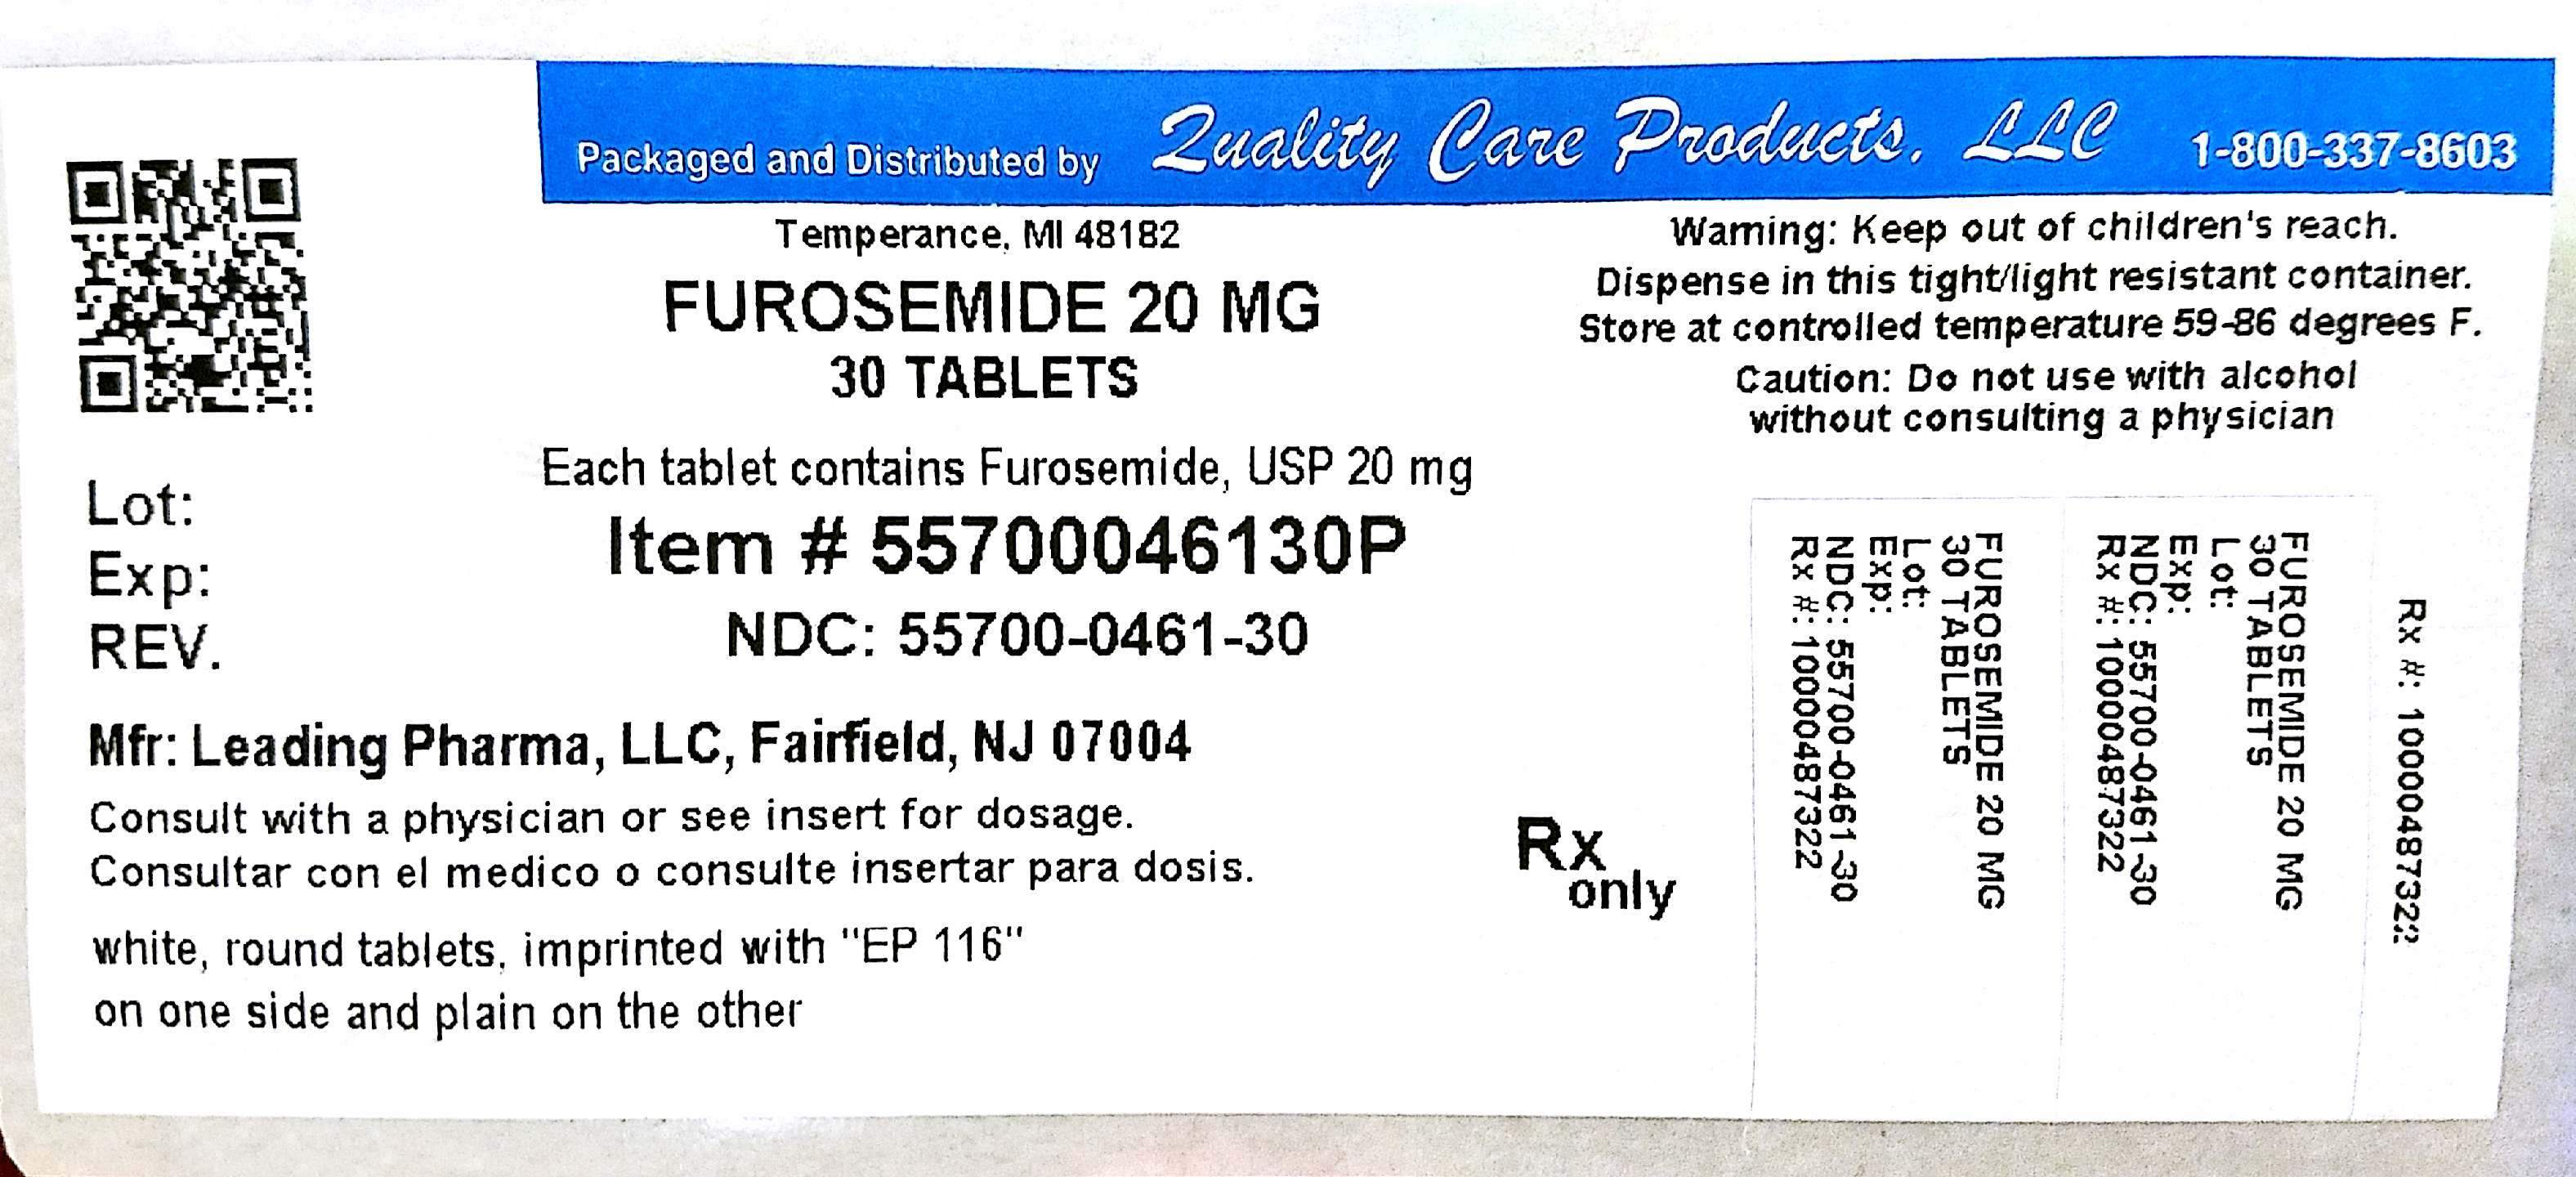 Packaged and Distributed by Quality Care Products, LLC 1-800-337-8603
Temperance, MI 48182
FUROSEMIDE 20 MG
30 TABLETS
Each tablet contains Furosemide, USP 20 mg
Item # 55700046130P
NDC: 55700-0461-30
Warning: Keep out of children's reach.
Dispense in this tight/light resistant container.
Store at controlled temperature 59-86 degrees F.
Caution: Do not use with alcohol
without consulting a physician
Lot:
Exp:
REV.
Mfr: Leading Pharma, LLC, Fairfield, NJ 07004
Consult with a physician or see insert for dosage.
Consultar con el medico o consulte insertar para dosis.
white, round tablets, imprinted with "EP 116"
on one side and plain on the other
Rx
only
FUROSEMIDE 20 MG
30 TABLETS
Lot:
Exp:
NDC: 55700-0461-30
Rx #: 10000487322
FUROSEMIDE 20 MG
30 TABLETS
Lot:
Exp:
NDC: 55700-0461-30
Rx #: 10000487322
Rx #: 10000487322